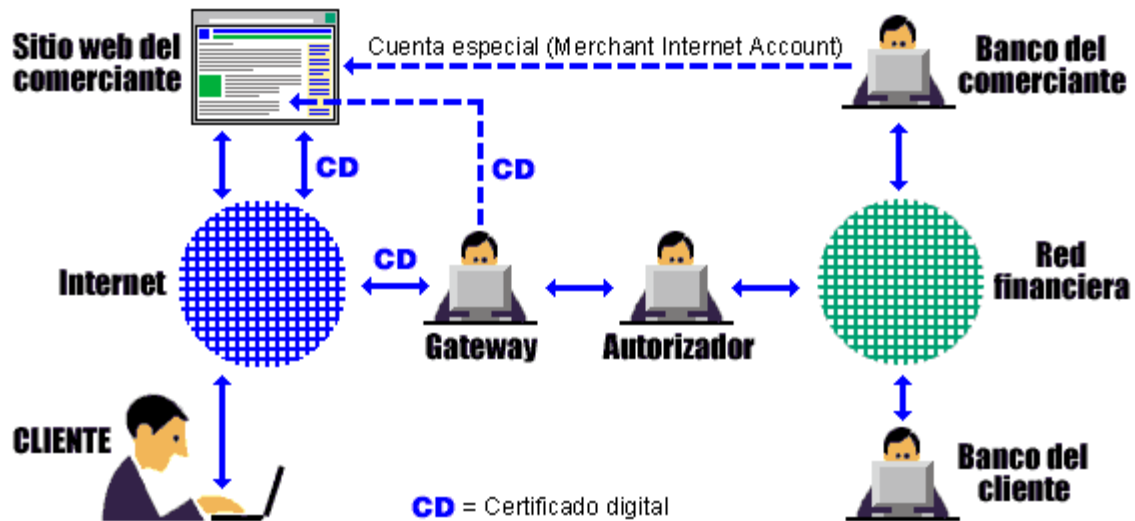 Sitio web del
comerciante
Cuenta especial (Merchant Internet Account)
Banco del
comerciante
CD
CD
Internet
CD
Red
financiera
Gateway
Autorizador
CLIENTE
Banco del
cliente
CD = Certificado digital